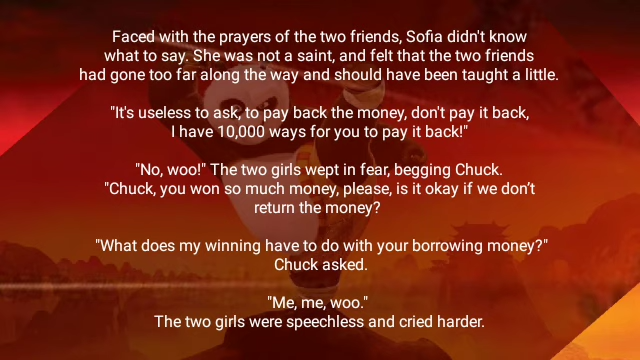 Faced with the prayers of the two friends, Sofia didn't know
what to say. She was not a saint, and felt that the two friends
had gone too far along the way and should have been taught a little.
"It's useless to ask, to pay back the money, don't pay it back,
I have 10,000 ways for you to pay it back!"
"No, woo!" The two girls wept in fear, begging Chuck.
"Chuck, you won so much money, please, is it okay if we don’t
return the money?
"What does my winning have to do with your borrowing money?"
Chuck asked.
"Me, me, woo."
The two girls were speechless and cried harder.